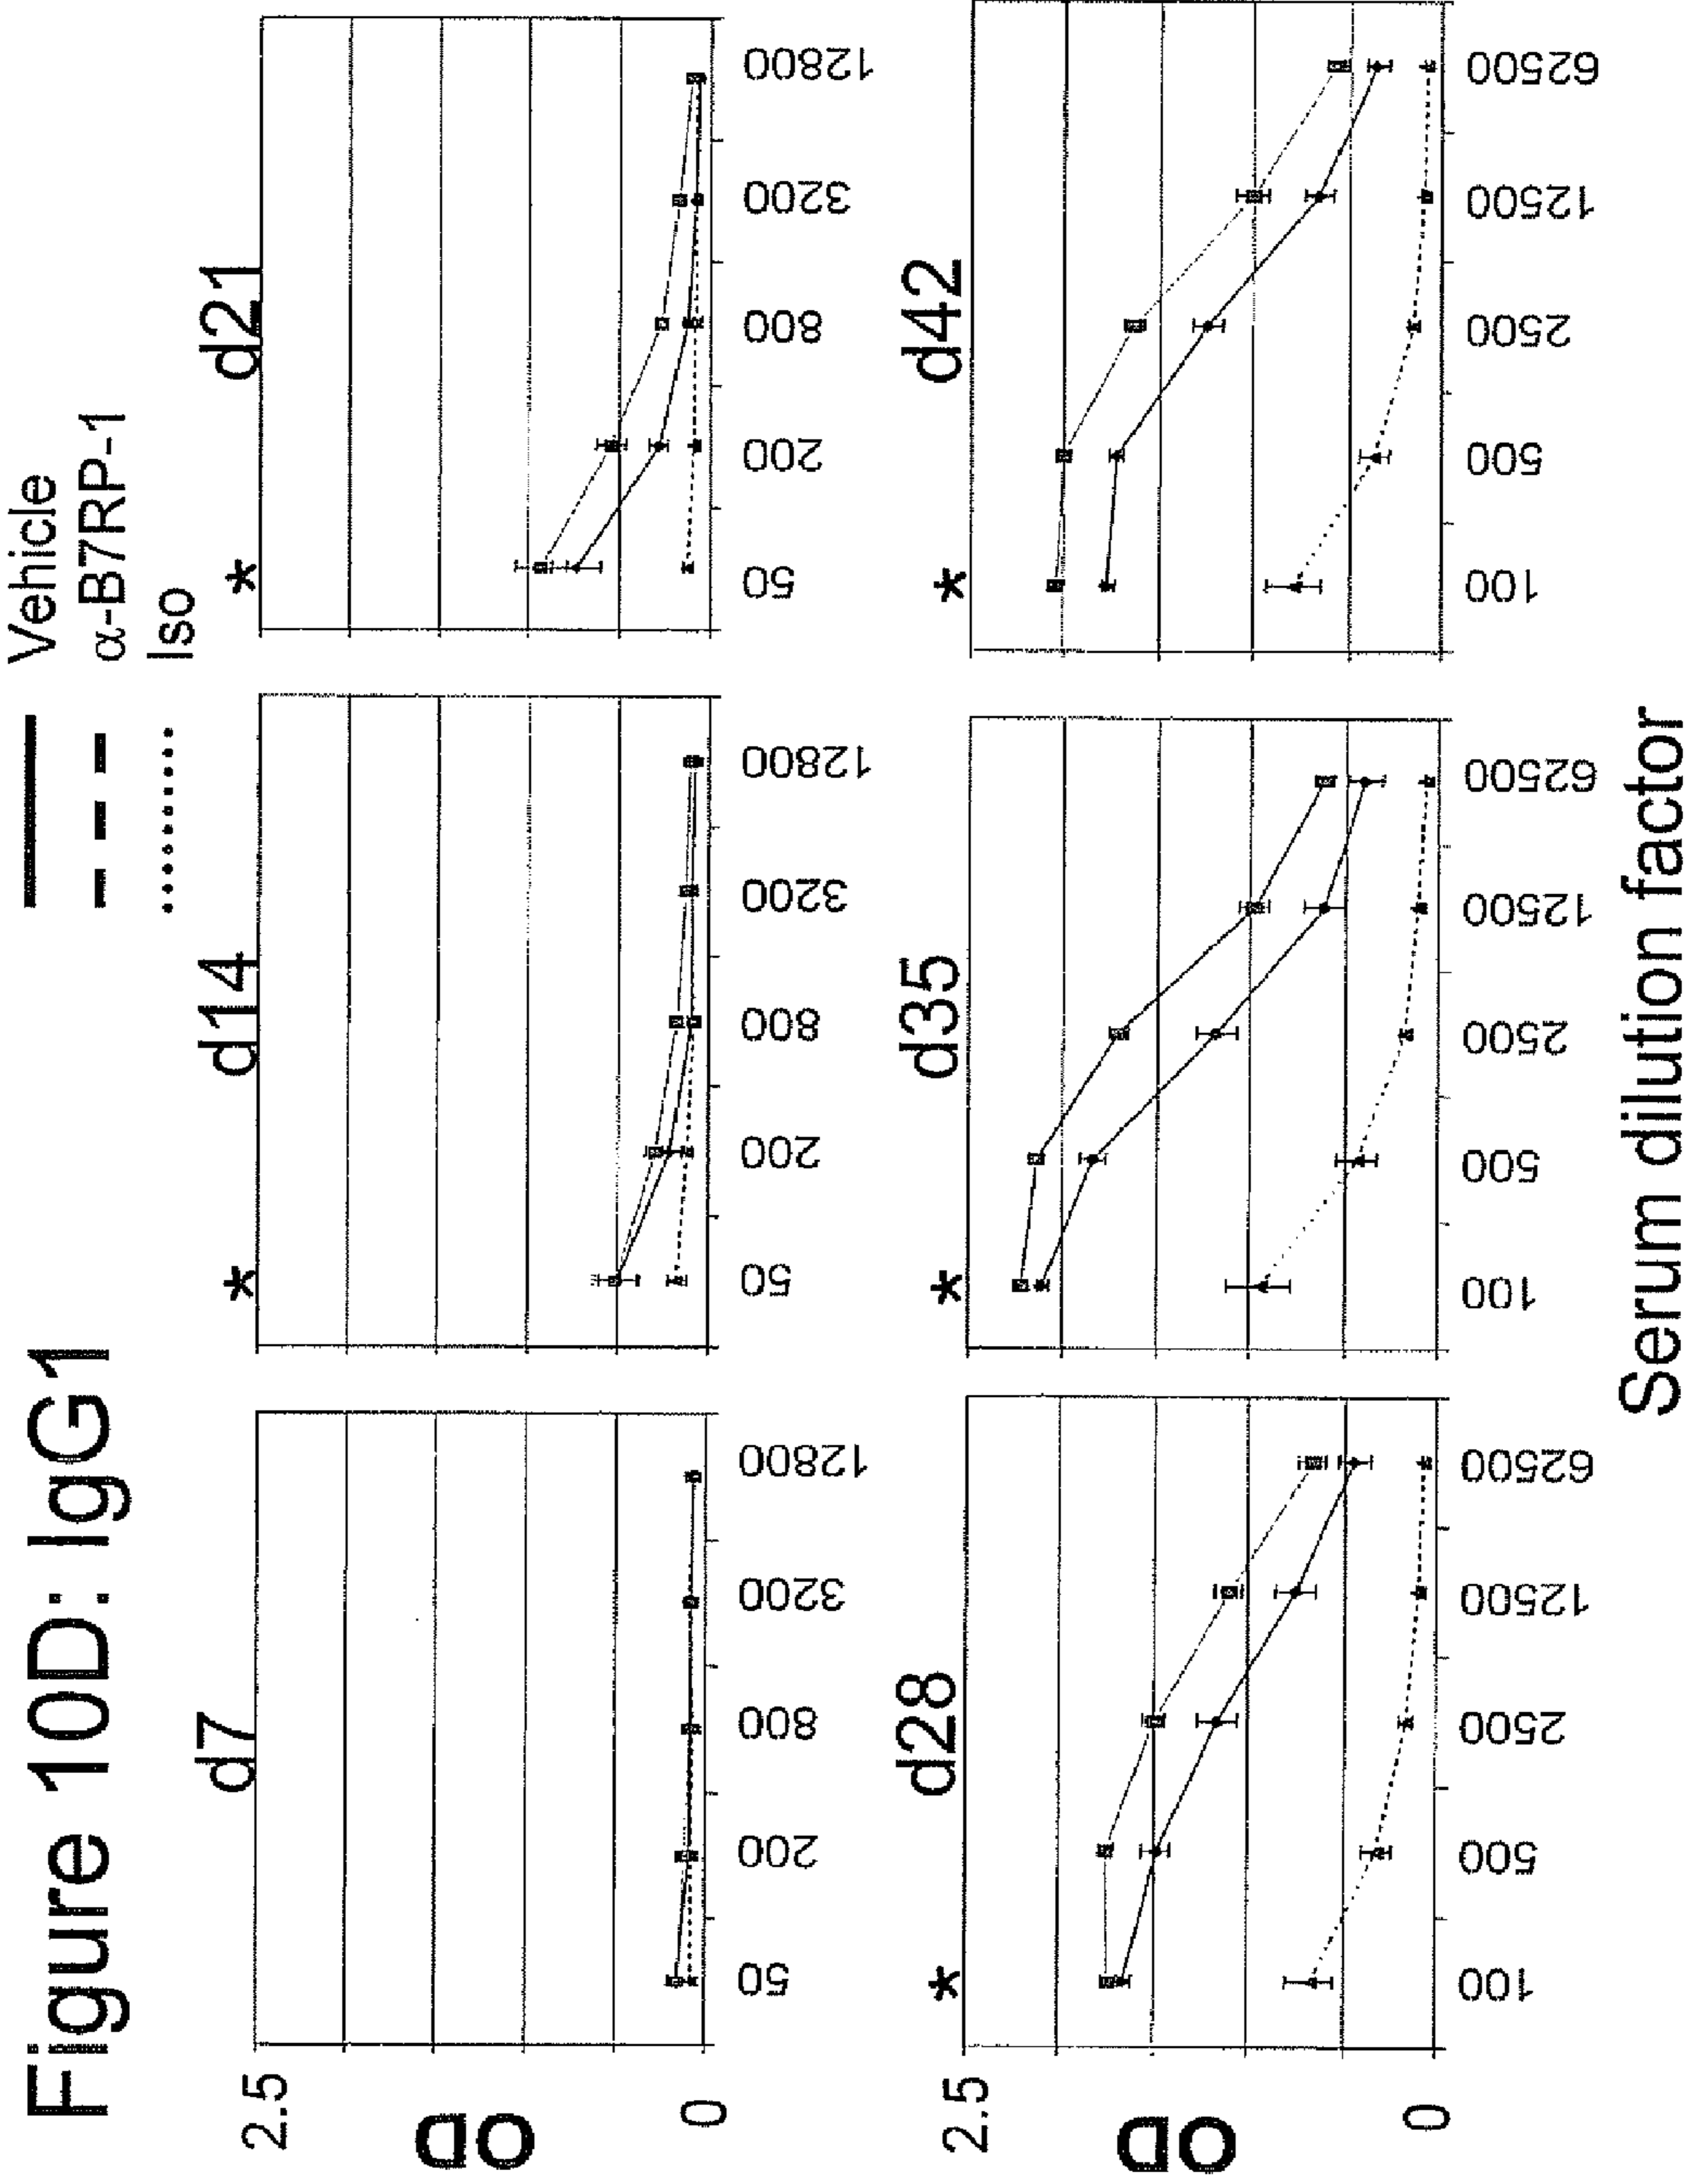 Figure 10D: IgG1
Vehicle
α-B7RP-1
Iso
d7
* d14
* d21
2.5
OD
0
50 200 800 3200 12800
50 200 800 3200 12800
50 200 800 3200 12800
* d28
* d35
* d42
2.5
OD
0
100 500 2500 12500 62500
100 500 2500 12500 62500
100 500 2500 12500 62500
Serum dilution factor